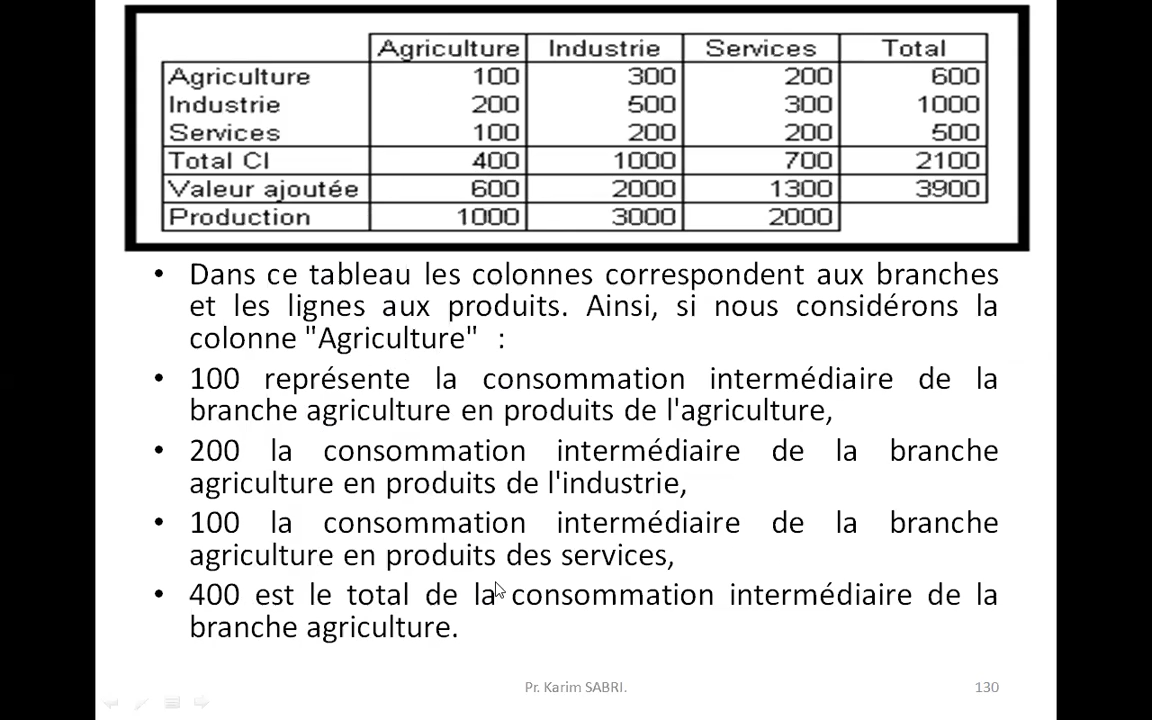 Agriculture Industrie Services Total
Agriculture 100 300 200 600
Industrie 200 500 300 1000
Services 100 200 200 500
Total CI 400 1000 700 2100
Valeur ajoutée 600 2000 1300 3900
Production 1000 3000 2000
• Dans ce tableau les colonnes correspondent aux branches
et les lignes aux produits. Ainsi, si nous considérons la
colonne "Agriculture" :
• 100 représente la consommation intermédiaire de la
branche agriculture en produits de l'agriculture,
• 200 la consommation intermédiaire de la branche
agriculture en produits de l'industrie,
• 100 la consommation intermédiaire de la branche
agriculture en produits des services,
• 400 est le total de la consommation intermédiaire de la
branche agriculture.
Pr. Karim SABRI. 130